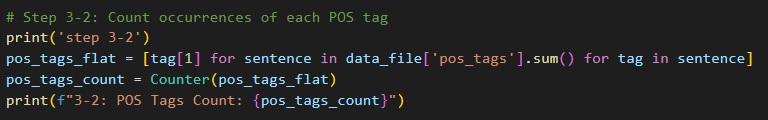 # Step 3-2: Count occurrences of each POS tag
print('step 3-2')
pos_tags_flat = [tag[1] for sentence in data_file['pos_tags'].sum() for tag in sentence]
pos_tags_count = Counter(pos_tags_flat)
print(f"3-2: POS Tags Count: {pos_tags_count}")